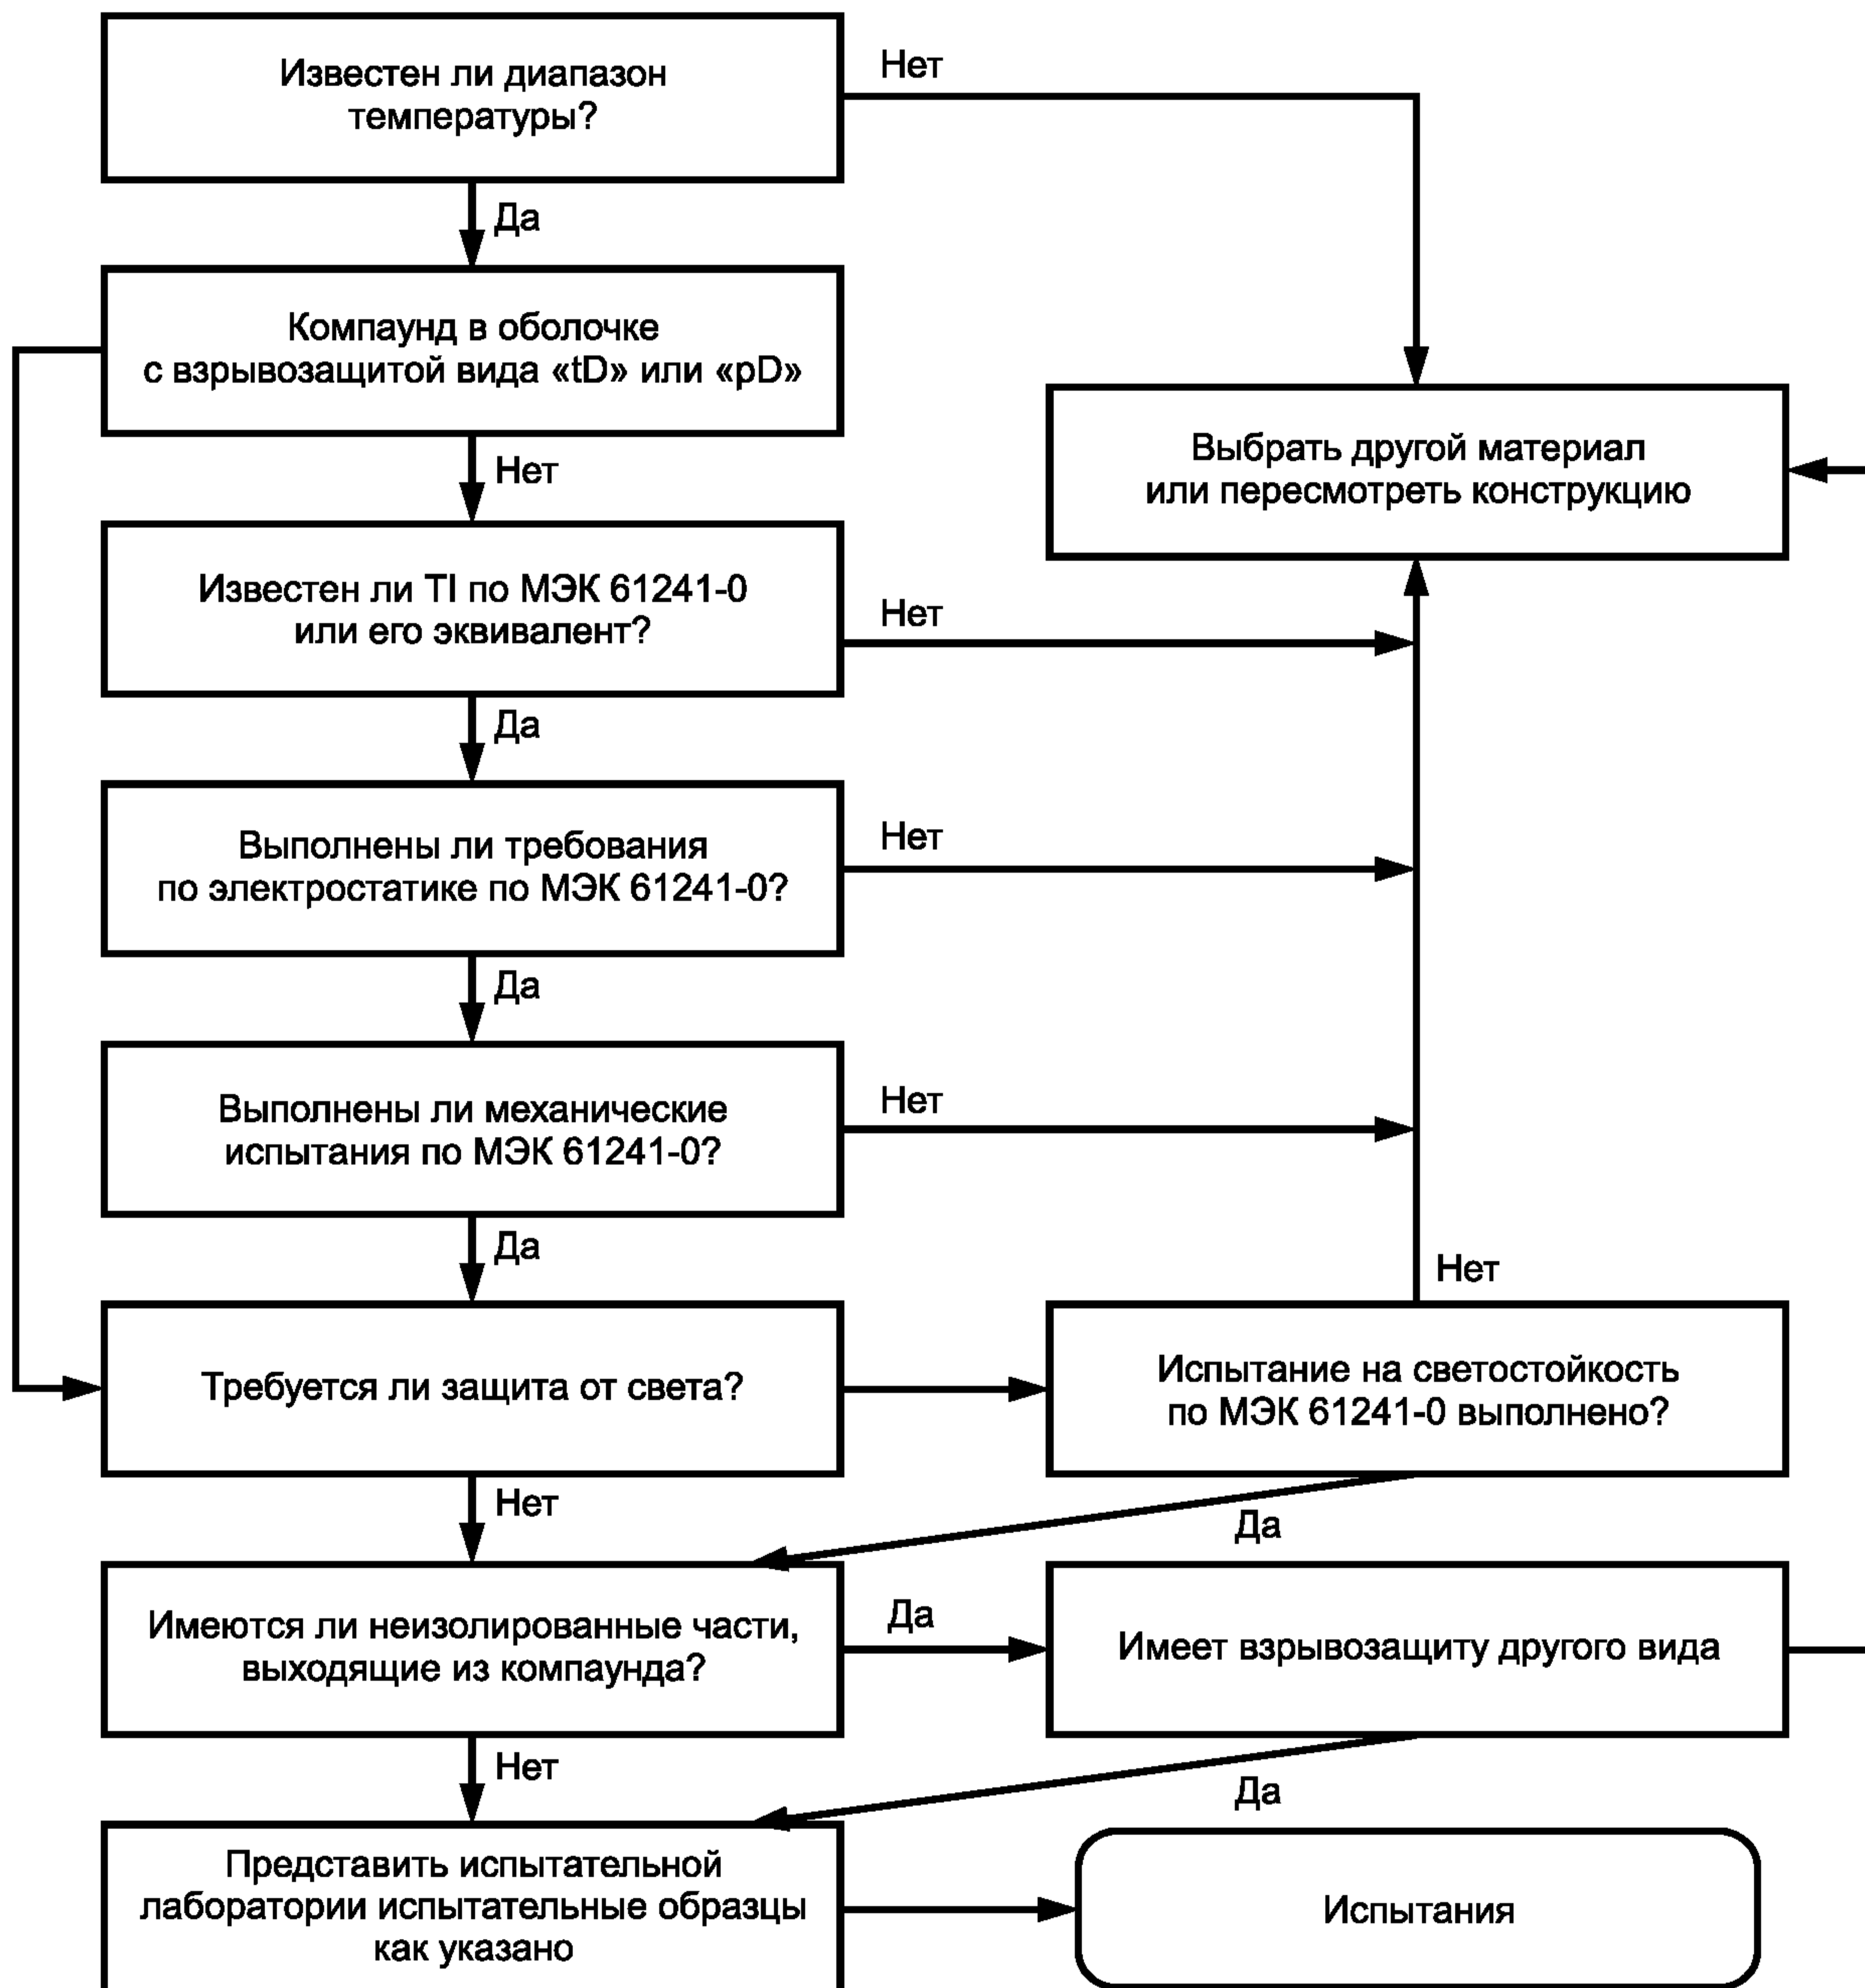 Известен ли диапазон
температуры?
Нет
Да
Компаунд в оболочке
с взрывозащитой вида «tD» или «pD»
Выбрать другой материал
или пересмотреть конструкцию
Нет
Известен ли TI по МЭК 61241-0
или его эквивалент?
Нет
Да
Выполнены ли требования
по электростатике по МЭК 61241-0?
Нет
Да
Выполнены ли механические
испытания по МЭК 61241-0?
Нет
Да
Нет
Требуется ли защита от света?
Испытание на светостойкость
по МЭК 61241-0 выполнено?
Нет
Да
Имеются ли неизолированные части,
выходящие из компаунда?
Да
Имеет взрывозащиту другого вида
Нет
Да
Представить испытательной
лаборатории испытательные образцы
как указано
Испытания